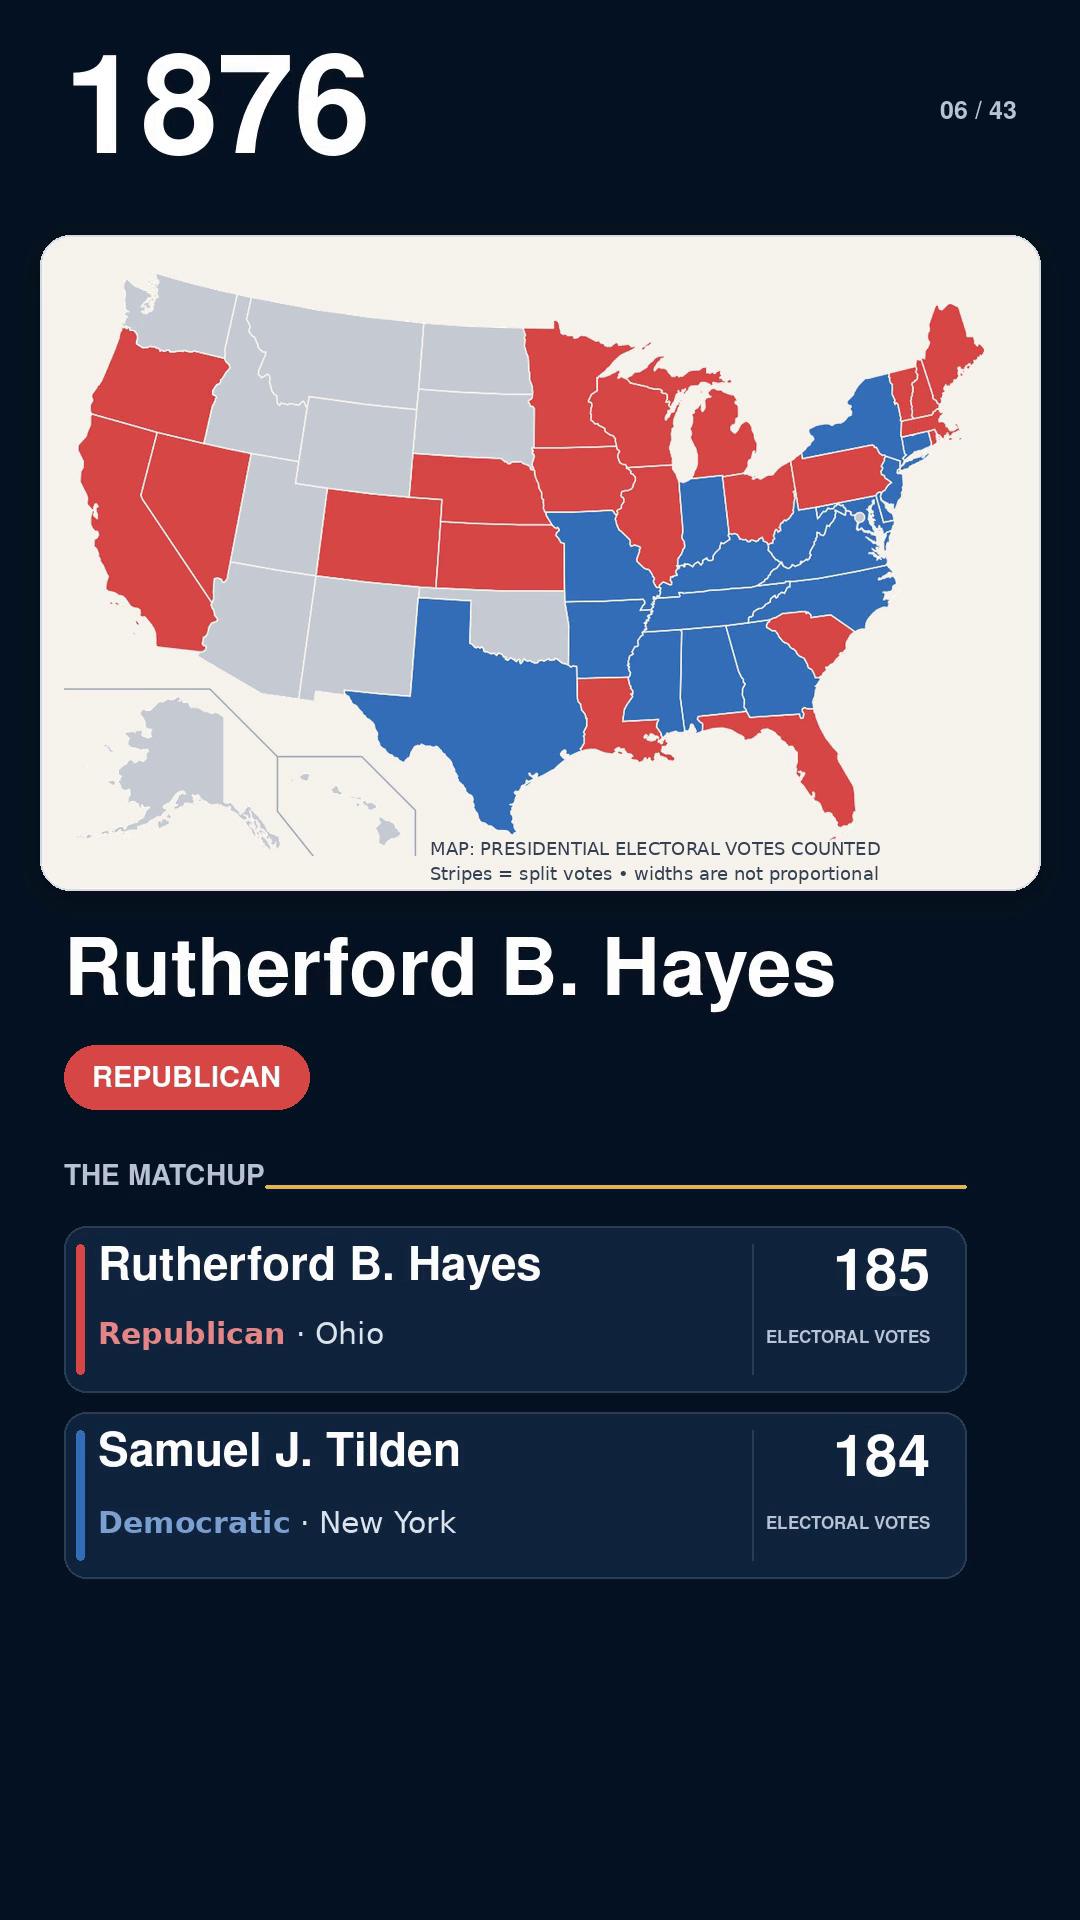 1876
06 / 43
MAP: PRESIDENTIAL ELECTORAL VOTES COUNTED
Stripes = split votes • widths are not proportional
Rutherford B. Hayes
REPUBLICAN
THE MATCHUP
Rutherford B. Hayes
185
Republican · Ohio
ELECTORAL VOTES
Samuel J. Tilden
184
Democratic · New York
ELECTORAL VOTES